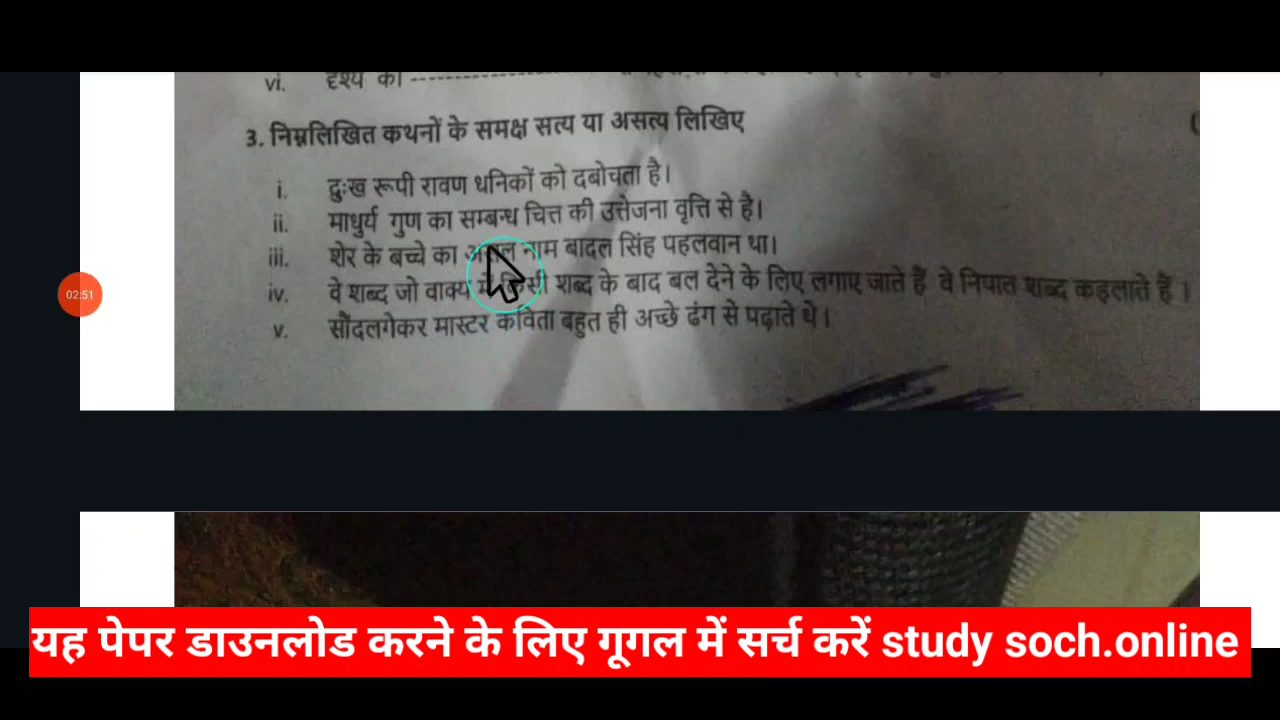 vi. दृश्य का ----------------
3. निम्नलिखित कथनों के समक्ष सत्य या असत्य लिखिए
(
i. दुःख रूपी रावण धनिकों को दबोचता है।
ii. माधुर्य गुण का सम्बन्ध चित्त की उत्तेजना वृत्ति से है।
iii. शेर के बच्चे का असल नाम बादल सिंह पहलवान था।
iv. वे शब्द जो वाक्य में किसी शब्द के बाद बल देने के लिए लगाए जाते हैं वे निपात शब्द कहलाते हैं ।
02:51
v. सौंदलगेकर मास्टर कविता बहुत ही अच्छे ढंग से पढ़ाते थे।
यह पेपर डाउनलोड करने के लिए गूगल में सर्च करें study soch.online